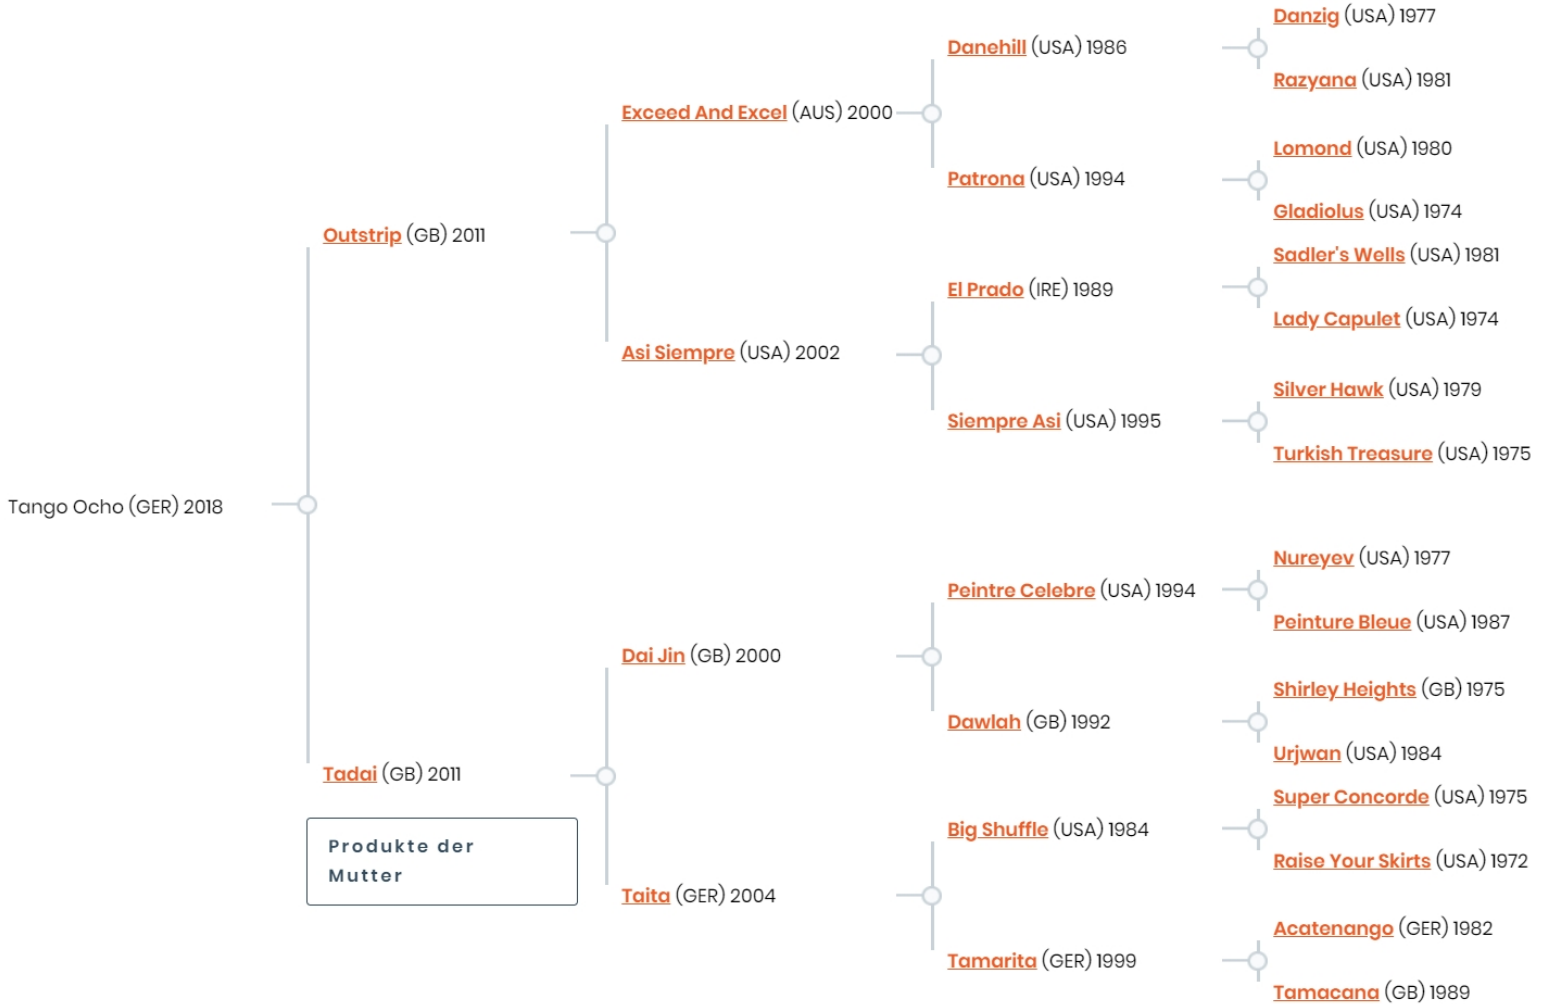 Danzig (USA) 1977
Danehill (USA) 1986
Razyana (USA) 1981
Exceed And Excel (AUS) 2000
Lomond (USA) 1980
Patrona (USA) 1994
Gladiolus (USA) 1974
Outstrip (GB) 2011
Sadler's Wells (USA) 1981
El Prado (IRE) 1989
Lady Capulet (USA) 1974
Asi Siempre (USA) 2002
Silver Hawk (USA) 1979
Siempre Asi (USA) 1995
Turkish Treasure (USA) 1975
Tango Ocho (GER) 2018
Nureyev (USA) 1977
Peintre Celebre (USA) 1994
Peinture Bleue (USA) 1987
Dai Jin (GB) 2000
Shirley Heights (GB) 1975
Dawlah (GB) 1992
Urjwan (USA) 1984
Tadai (GB) 2011
Super Concorde (USA) 1975
Big Shuffle (USA) 1984
Produkte der
Mutter
Raise Your Skirts (USA) 1972
Taita (GER) 2004
Acatenango (GER) 1982
Tamarita (GER) 1999
Tamacana (GB) 1989